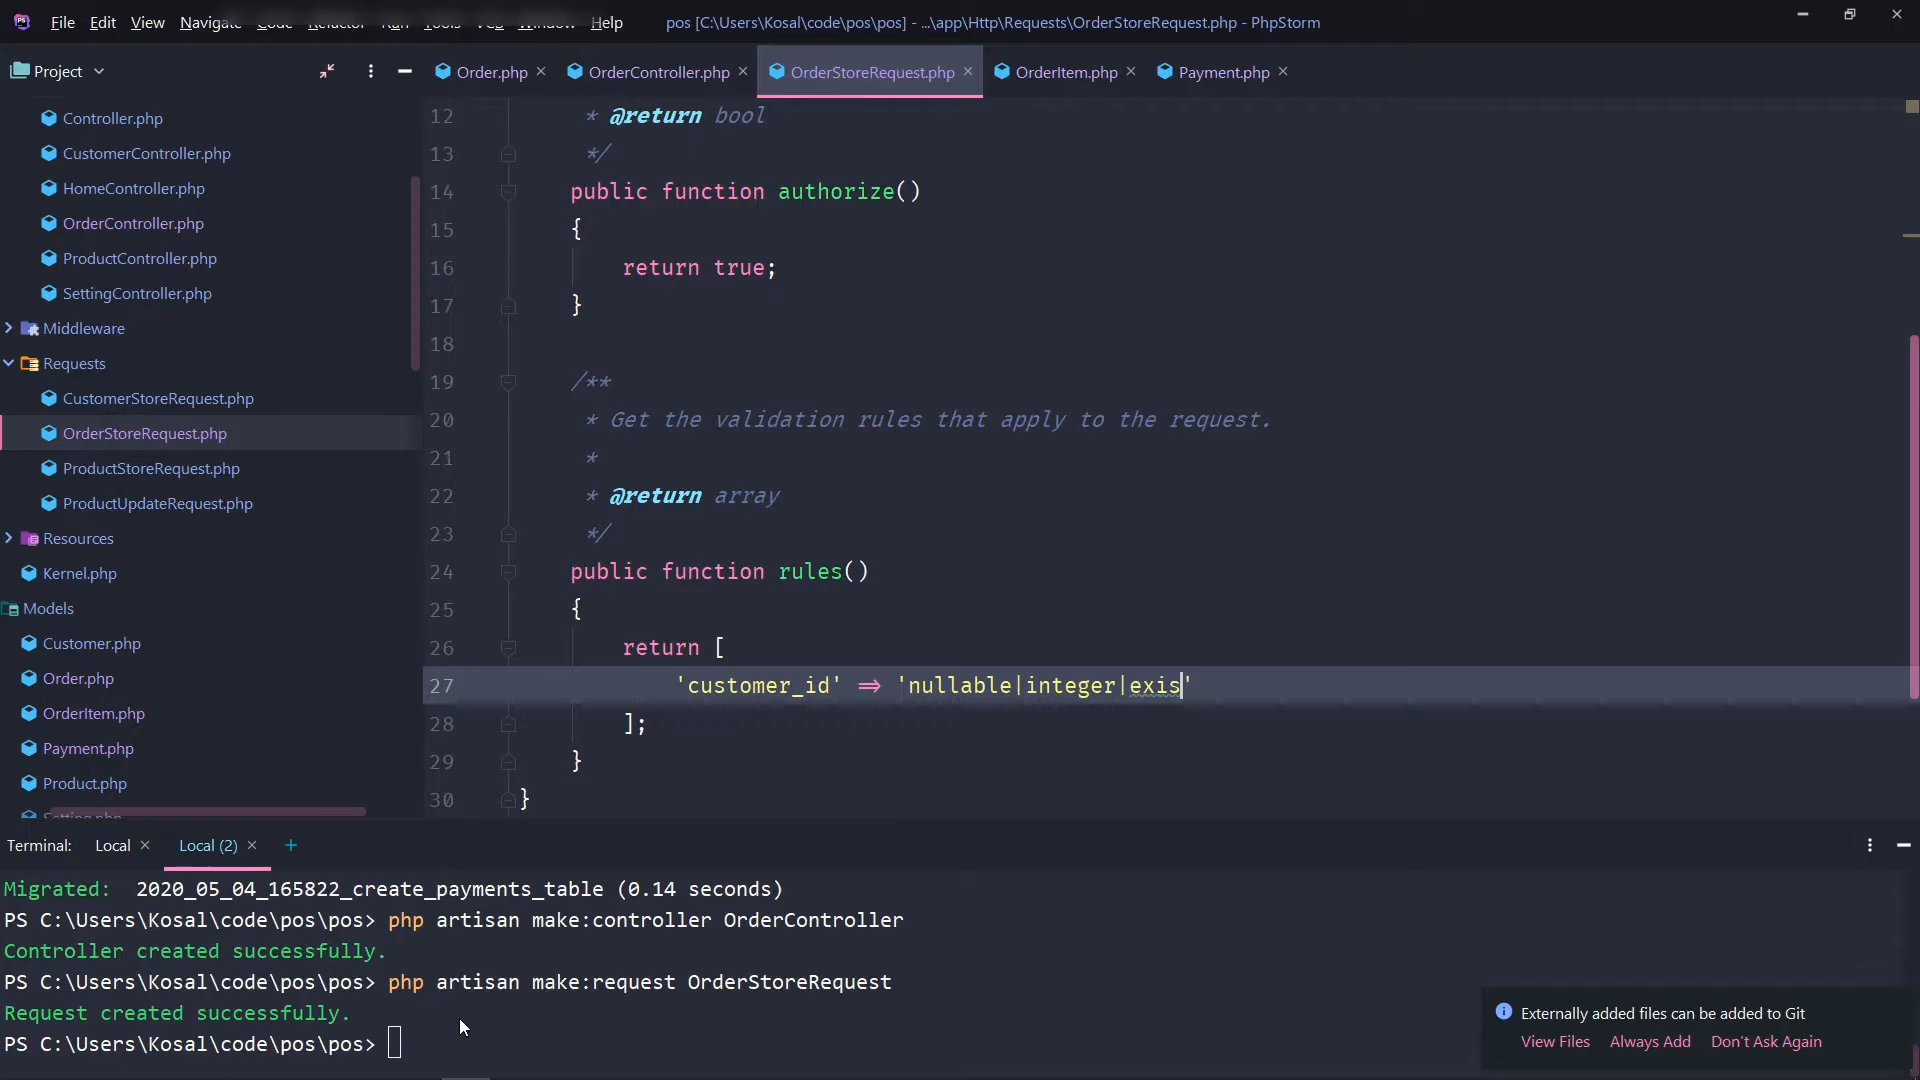 File Edit View Navigate Code Refactor Run Tools VCS Window Help pos [C:\Users\Kosal\code\pos\pos] - ...\app\Http\Requests\OrderStoreRequest.php - PhpStorm
Project
Order.php OrderController.php OrderStoreRequest.php OrderItem.php Payment.php
Controller.php
CustomerController.php
HomeController.php
OrderController.php
ProductController.php
SettingController.php
Middleware
Requests
CustomerStoreRequest.php
OrderStoreRequest.php
ProductStoreRequest.php
ProductUpdateRequest.php
Resources
Kernel.php
Models
Customer.php
Order.php
OrderItem.php
Payment.php
Product.php
Setting.php
12 * @return bool
13 */
14 public function authorize()
15 {
16 return true;
17 }
18
19 /**
20 * Get the validation rules that apply to the request.
21 *
22 * @return array
23 */
24 public function rules()
25 {
26 return [
27 'customer_id' => 'nullable|integer|exis'
28 ];
29 }
30 }
Terminal: Local Local (2) +
Migrated: 2020_05_04_165822_create_payments_table (0.14 seconds)
PS C:\Users\Kosal\code\pos\pos> php artisan make:controller OrderController
Controller created successfully.
PS C:\Users\Kosal\code\pos\pos> php artisan make:request OrderStoreRequest
Request created successfully.
PS C:\Users\Kosal\code\pos\pos>
Externally added files can be added to Git
View Files Always Add Don't Ask Again